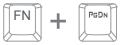 FN + PGDN